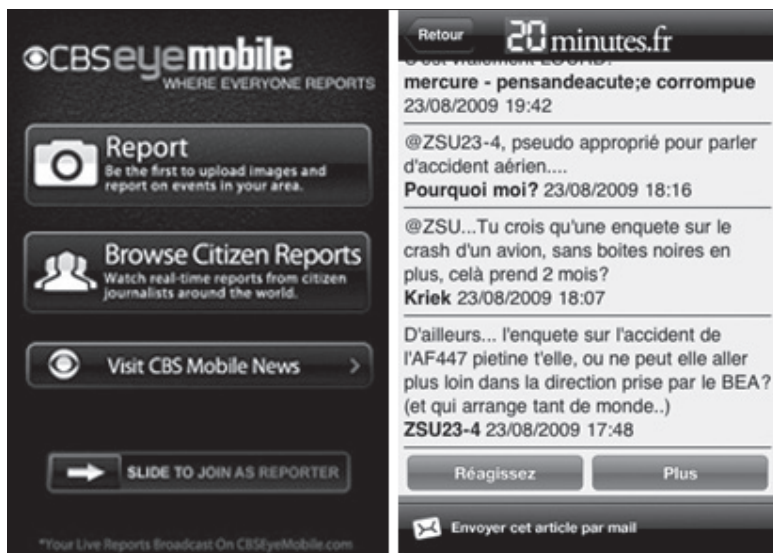 CBSeyemobile
WHERE EVERYONE REPORTS
Report
Be the first to upload images and
report on events in your area.
Browse Citizen Reports
Watch real-time reports from citizen
journalists around the world.
Visit CBS Mobile News
SLIDE TO JOIN AS REPORTER
*Your Live Reports Broadcast On CBSEyeMobile.com
Retour
20minutes.fr
C'est vraiement LOURD!
mercure - pensandeacute;e corrompue
23/08/2009 19:42
@ZSU23-4, pseudo approprié pour parler
d'accident aérien....
Pourquoi moi? 23/08/2009 18:16
@ZSU...Tu crois qu'une enquete sur le
crash d'un avion, sans boites noires en
plus, celà prend 2 mois?
Kriek 23/08/2009 18:07
D'ailleurs... l'enquete sur l'accident de
l'AF447 pietine t'elle, ou ne peut elle aller
plus loin dans la direction prise par le BEA?
(et qui arrange tant de monde..)
ZSU23-4 23/08/2009 17:48
Réagissez
Plus
Envoyer cet article par mail